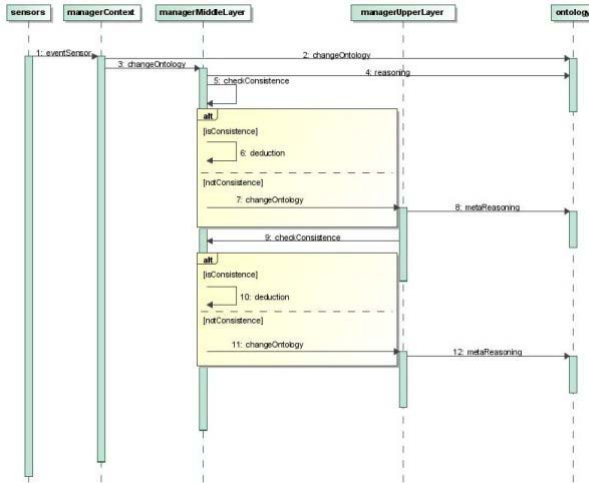 sensors managerContext managerMiddleLayer managerUpperLayer ontology
1: eventSensor
2: changeOntology
3: changeOntology
4: reasoning
5: checkConsistence
alt
[isConsistence]
6: deduction
[notConsistence]
7: changeOntology
8: metaReasoning
9: checkConsistence
alt
[isConsistence]
10: deduction
[notConsistence]
11: changeOntology
12: metaReasoning